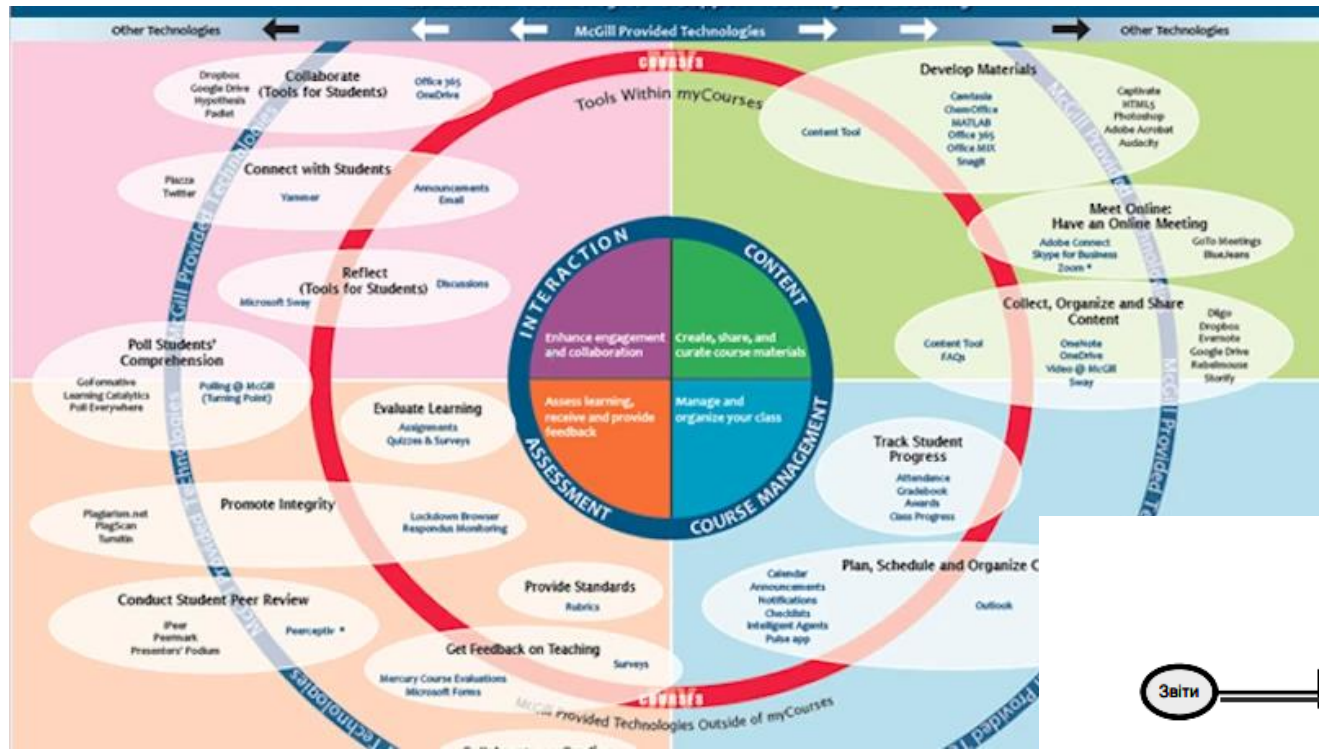 Other Technologies
McGill Provided Technologies
Other Technologies
Collaborate
(Tools for Students)
Dropbox
Google Drive
Hypothesis
Padlet
Office 365
OneDrive
Connect with Students
Piazza
Twitter
Yammer
Announcements
Email
Reflect
(Tools for Students)
Microsoft Sway
Discussions
Poll Students'
Comprehension
GoFormative
Learning Catalytics
Poll Everywhere
Polling @ McGill
(Turning Point)
McGill Provided Technologies
COURSES
Tools Within myCourses
Develop Materials
Content Tool
Camtasia
ChemOffice
MATLAB
Office 365
Office MIX
SnagIt
Captivate
HTML5
Photoshop
Adobe Acrobat
Audacity
Meet Online:
Have an Online Meeting
Adobe Connect
Skype for Business
Zoom *
GoTo Meetings
BlueJeans
Collect, Organize and Share
Content
Content Tool
FAQs
OneNote
OneDrive
Video @ McGill
Sway
Diigo
Dropbox
Evernote
Google Drive
Rebelmouse
Storify
INTERACTION
CONTENT
ASSESSMENT
COURSE MANAGEMENT
Enhance engagement
and collaboration
Create, share, and
curate course materials
Assess learning,
receive and provide
feedback
Manage and
organize your class
Evaluate Learning
Assignments
Quizzes & Surveys
Promote Integrity
Plagiarism.net
PlagScan
Turnitin
Lockdown Browser
Respondus Monitoring
Provide Standards
Rubrics
Conduct Student Peer Review
iPeer
Peermark
Presenters' Podium
Peerceptiv *
Get Feedback on Teaching
Mercury Course Evaluations
Microsoft Forms
Surveys
Track Student
Progress
Attendance
Gradebook
Awards
Class Progress
Plan, Schedule and Organize C
Calendar
Announcements
Notifications
Checklists
Intelligent Agents
Pulse app
Outlook
COURSES
McGill Provided Technologies Outside of myCourses
Звіти